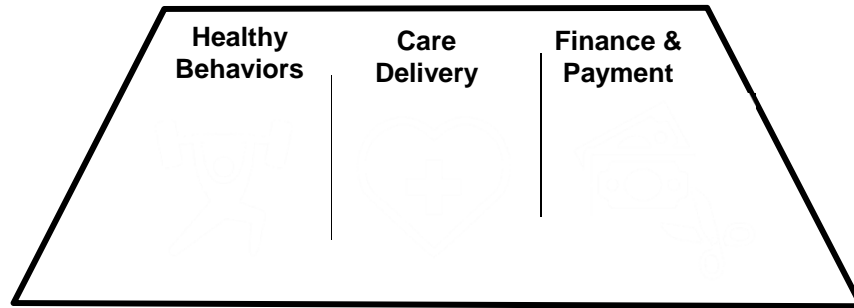 Healthy
Behaviors
Care
Delivery
Finance &
Payment